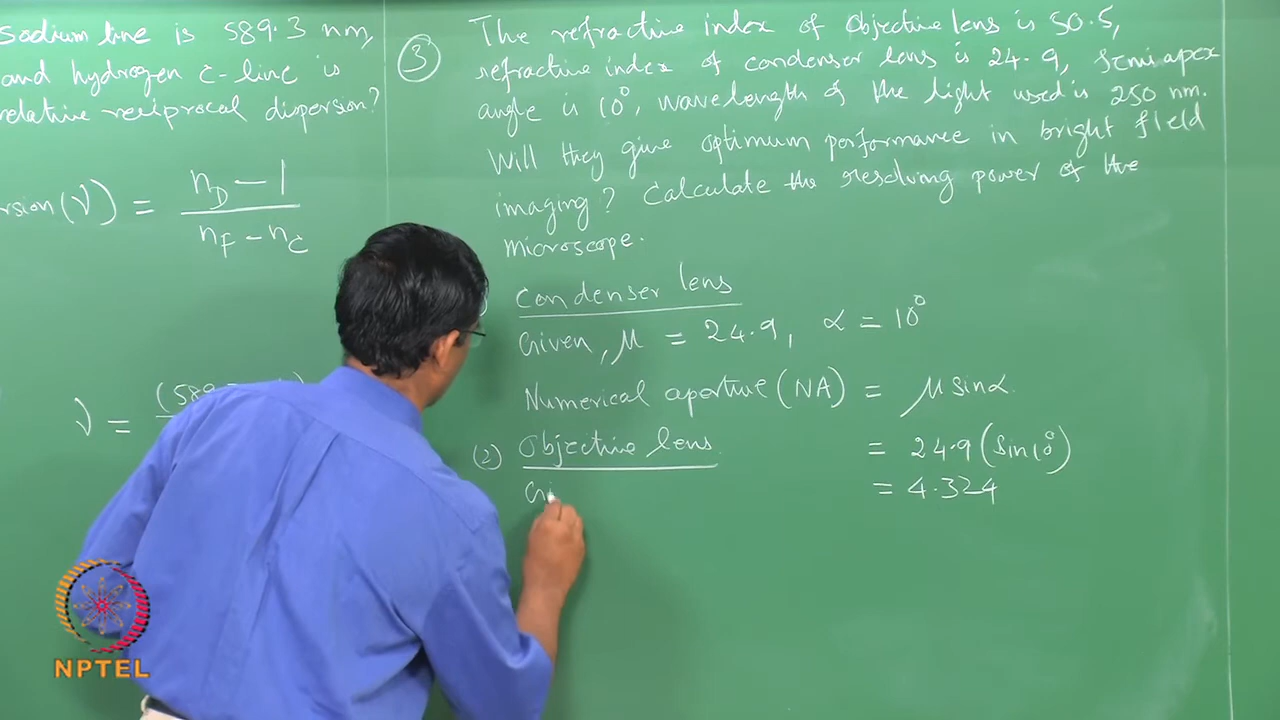 sodium line is 589.3 nm,
and hydrogen c-line is
relative reciprocal dispersion?
rsion (ν) = n_D - 1 / n_F - n_C
ν = (589
③ The refractive index of objective lens is 50.5,
refractive index of condenser lens is 24.9, semi apex
angle is 10°, wavelength of the light used is 250 nm.
Will they give optimum performance in bright field
imaging? Calculate the resolving power of the
microscope.
Condenser lens
Given, μ = 24.9, α = 10°
Numerical aperture (NA) = μ sinα
= 24.9 (sin10°)
= 4.324
(2) Objective lens
Gi
NPTEL